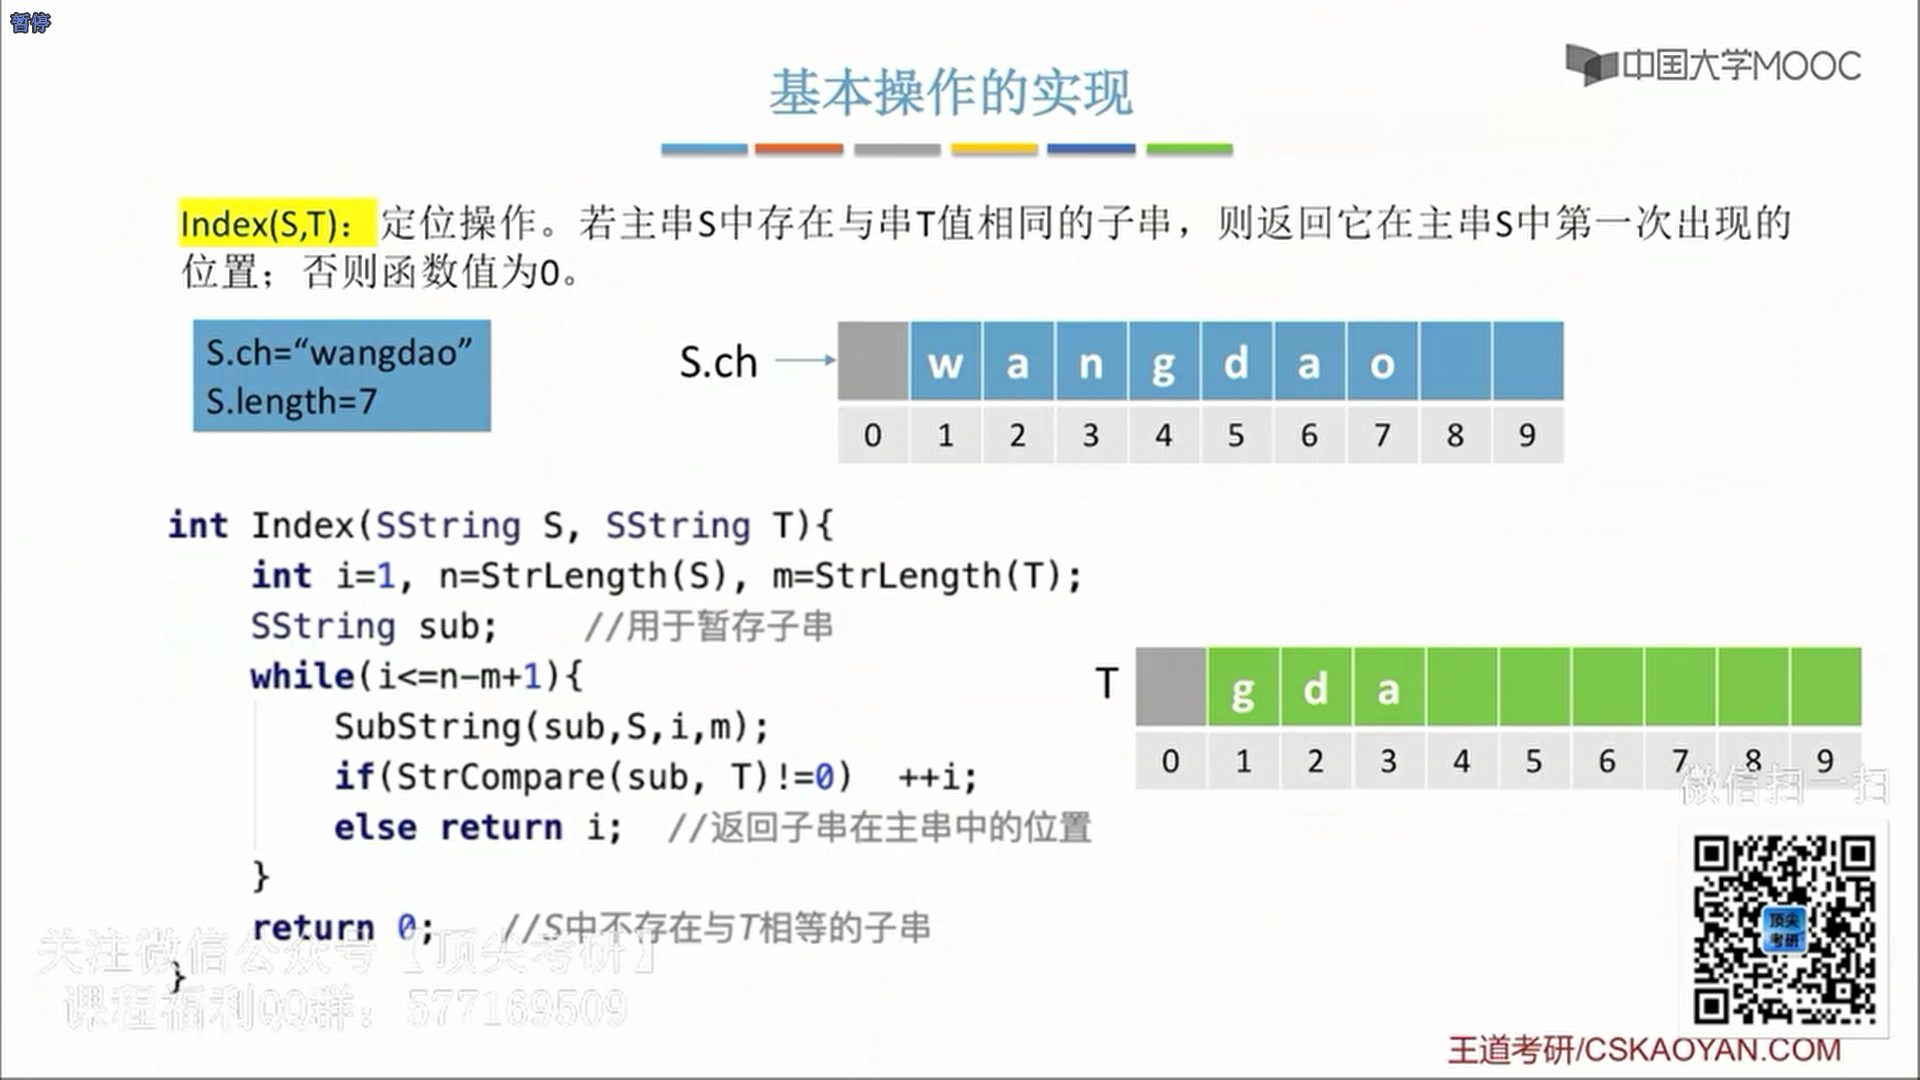 暂停
中国大学MOOC
基本操作的实现
Index(S,T)：定位操作。若主串S中存在与串T值相同的子串，则返回它在主串S中第一次出现的
位置；否则函数值为0。
S.ch=“wangdao”
S.length=7
S.ch
w a n g d a o
0 1 2 3 4 5 6 7 8 9
int Index(SString S, SString T){
int i=1, n=StrLength(S), m=StrLength(T);
SString sub; //用于暂存子串
while(i<=n-m+1){
SubString(sub,S,i,m);
if(StrCompare(sub, T)!=0) ++i;
else return i; //返回子串在主串中的位置
}
return 0; //S中不存在与T相等的子串
}
T
g d a
0 1 2 3 4 5 6 7 8 9
微信扫一扫
顶尖
考研
关注微信公众号【顶尖考研】
课程福利QQ群：577169509
王道考研/CSKAOYAN.COM